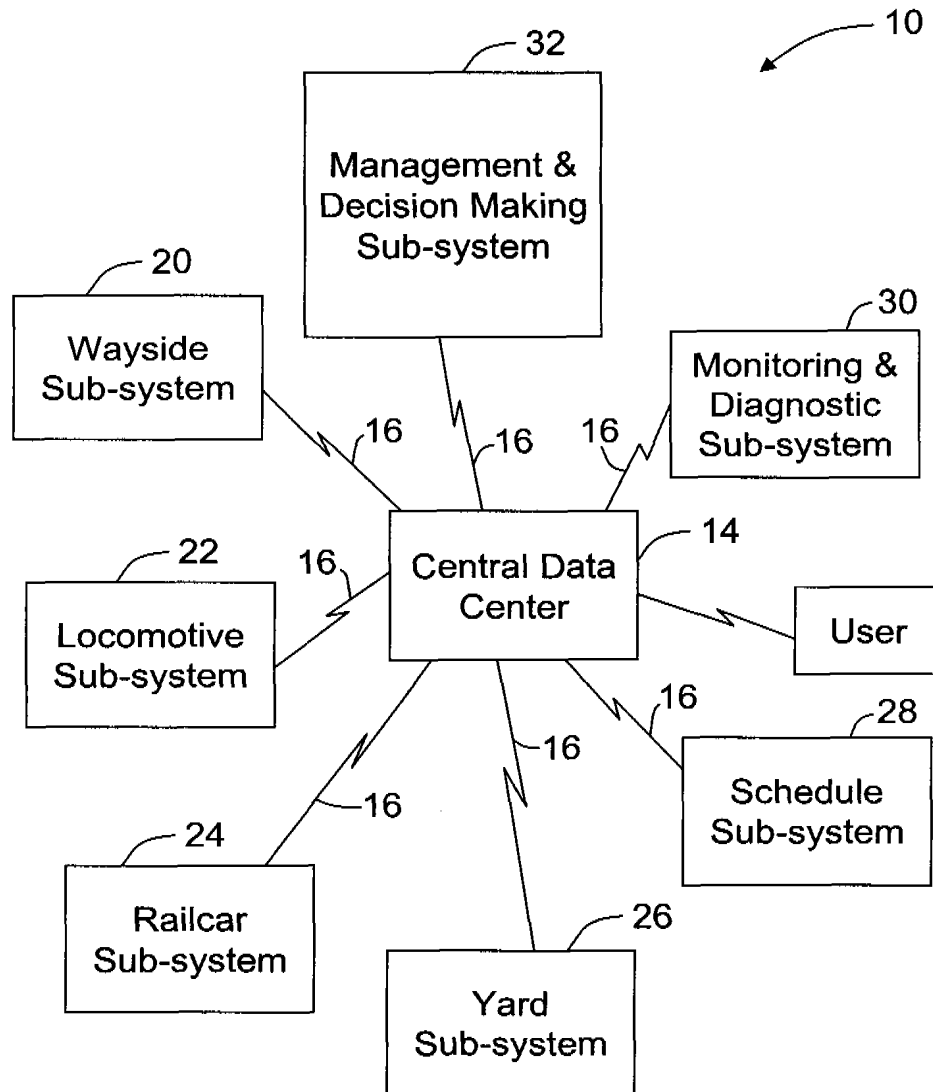 10
32
Management &
Decision Making
Sub-system
20
Wayside
Sub-system
30
Monitoring &
Diagnostic
Sub-system
16
16
16
14
Central Data
Center
22
Locomotive
Sub-system
16
User
16
28
Schedule
Sub-system
16
16
24
Railcar
Sub-system
26
Yard
Sub-system